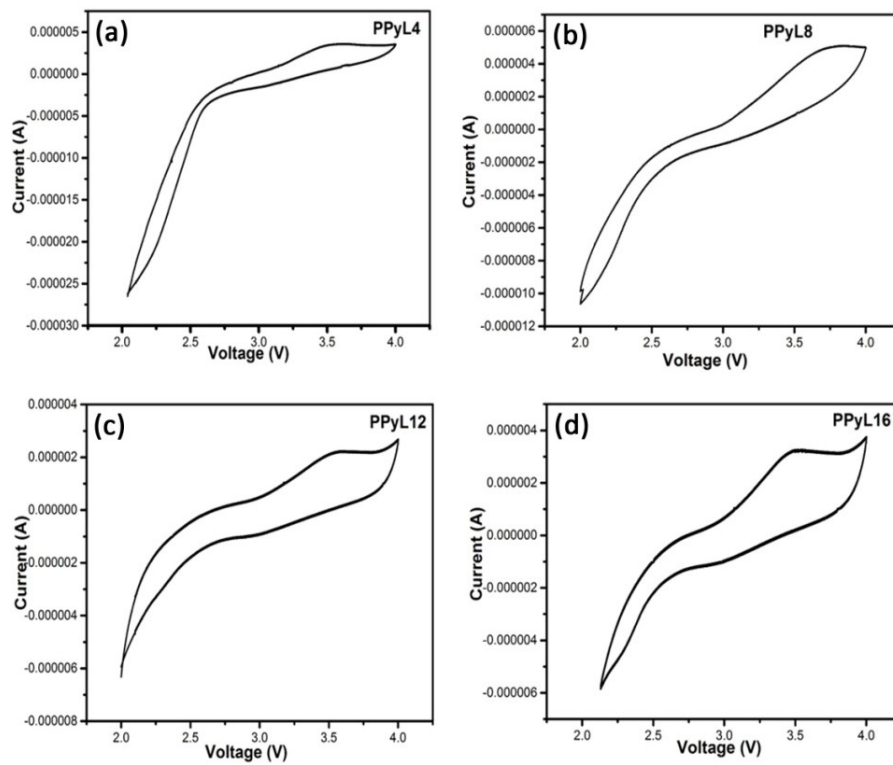 (a)
PPyL4
0.000005
0.000000
-0.000005
-0.000010
-0.000015
-0.000020
-0.000025
-0.000030
Current (A)
2.0 2.5 3.0 3.5 4.0
Voltage (V)
(b)
PPyL8
0.000008
0.000006
0.000004
0.000002
0.000000
-0.000002
-0.000004
-0.000006
-0.000008
-0.000010
-0.000012
Current (A)
2.0 2.5 3.0 3.5 4.0
Voltage (V)
(c)
PPyL12
0.000004
0.000002
0.000000
-0.000002
-0.000004
-0.000006
-0.000008
Current (A)
2.0 2.5 3.0 3.5 4.0
Voltage (V)
(d)
PPyL16
0.000004
0.000002
0.000000
-0.000002
-0.000004
-0.000006
Current (A)
2.0 2.5 3.0 3.5 4.0
Voltage (V)